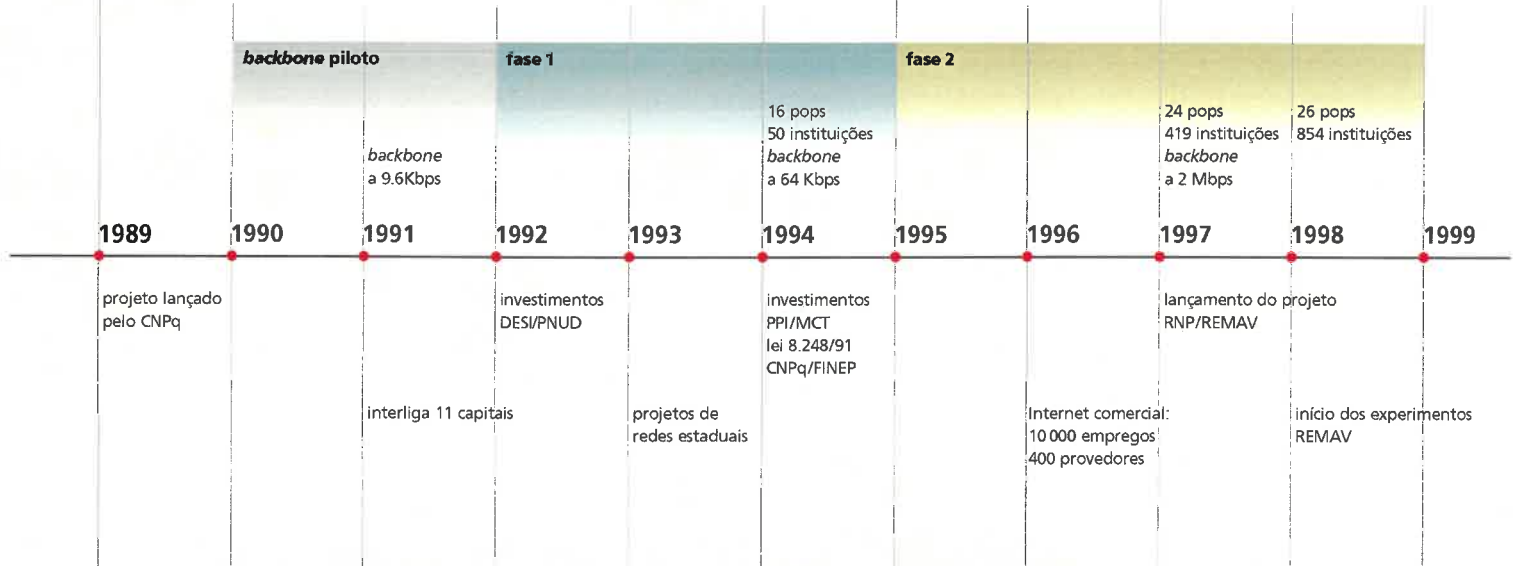 backbone piloto
fase 1
fase 2
backbone
a 9.6Kbps
16 pops
50 instituições
backbone
a 64 Kbps
24 pops
419 instituições
backbone
a 2 Mbps
26 pops
854 instituições
1989
1990
1991
1992
1993
1994
1995
1996
1997
1998
1999
projeto lançado
pelo CNPq
investimentos
DESI/PNUD
investimentos
PPI/MCT
lei 8.248/91
CNPq/FINEP
lançamento do projeto
RNP/REMAV
interliga 11 capitais
projetos de
redes estaduais
Internet comercial:
10 000 empregos
400 provedores
início dos experimentos
REMAV